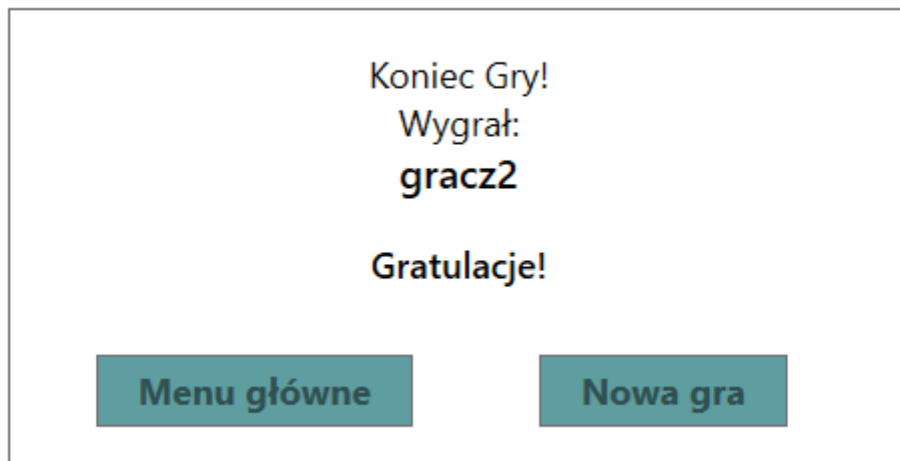 Koniec Gry!
Wygrał:
gracz2
Gratulacje!
Menu główne
Nowa gra